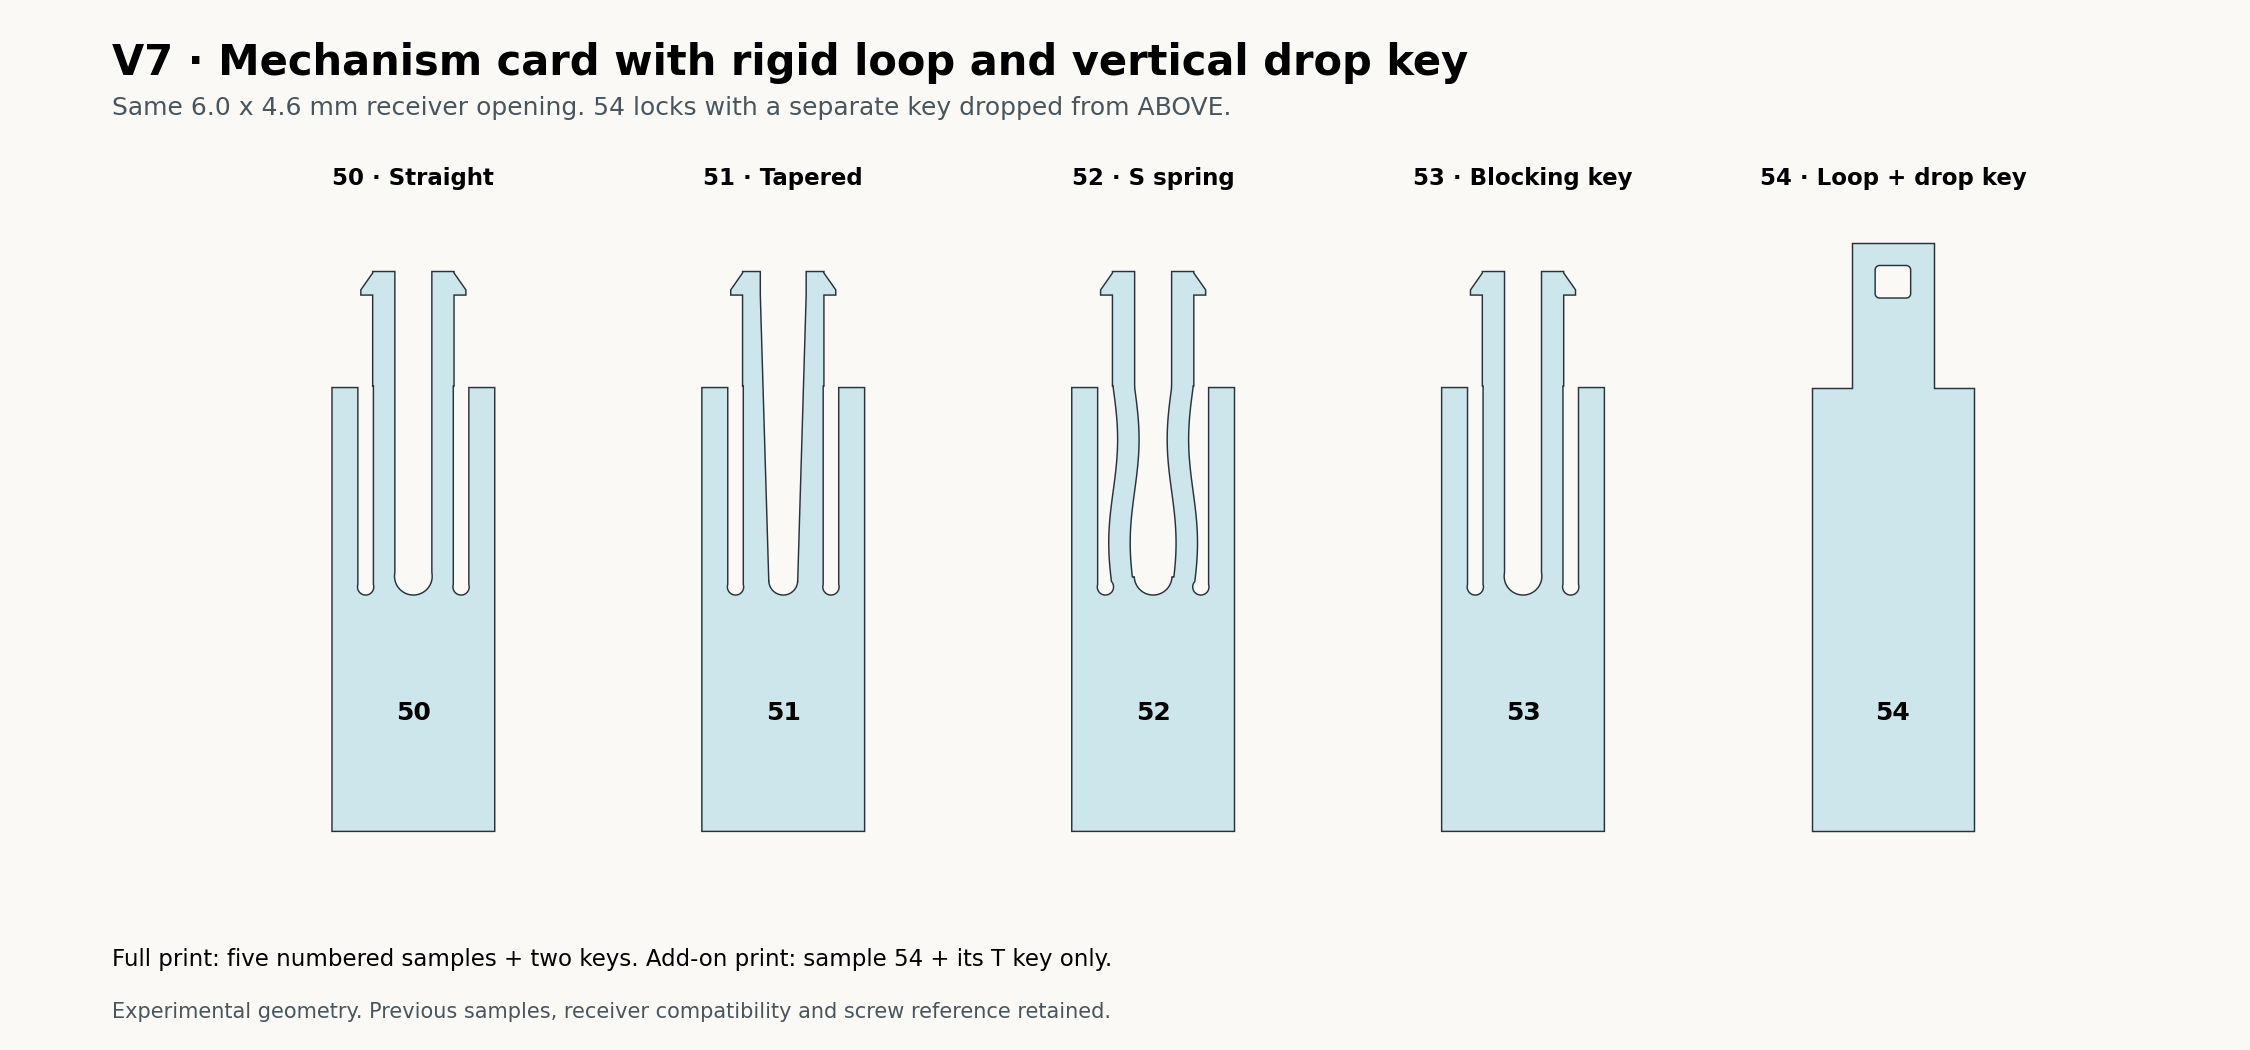 V7 · Mechanism card with rigid loop and vertical drop key
Same 6.0 x 4.6 mm receiver opening. 54 locks with a separate key dropped from ABOVE.
50 · Straight
51 · Tapered
52 · S spring
53 · Blocking key
54 · Loop + drop key
50
51
52
53
54
Full print: five numbered samples + two keys. Add-on print: sample 54 + its T key only.
Experimental geometry. Previous samples, receiver compatibility and screw reference retained.